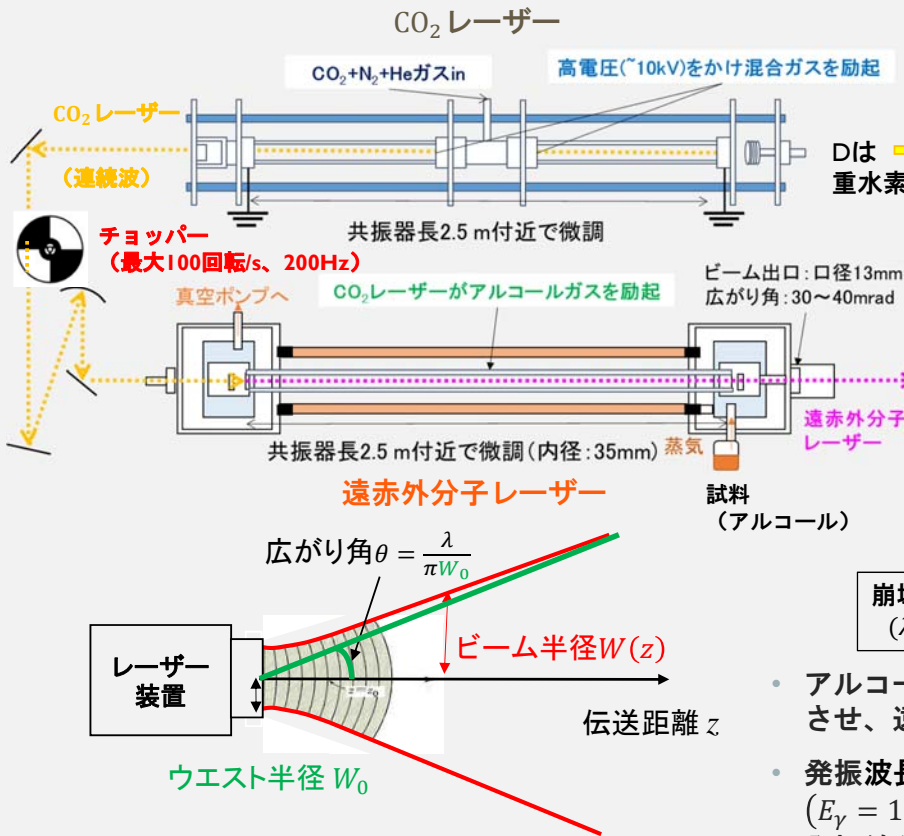 CO₂ レーザー
CO₂+N₂+Heガスin
高電圧(~10kV)をかけ混合ガスを励起
CO₂ レーザー
（連続波）
Dは
重水素
共振器長2.5 m付近で微調
チョッパー
（最大100回転/s、200Hz）
ビーム出口：口径13mm
広がり角：30～40mrad
真空ポンプへ
CO₂レーザーがアルコールガスを励起
遠赤外分子
レーザー
共振器長2.5 m付近で微調(内径：35mm)
蒸気
試料
（アルコール）
遠赤外分子レーザー
広がり角θ = λ/πW₀
ビーム半径W(z)
レーザー
装置
伝送距離 z
ウエスト半径 W₀
• アルコー
させ、遠
• 発振波長
(Eγ = 1